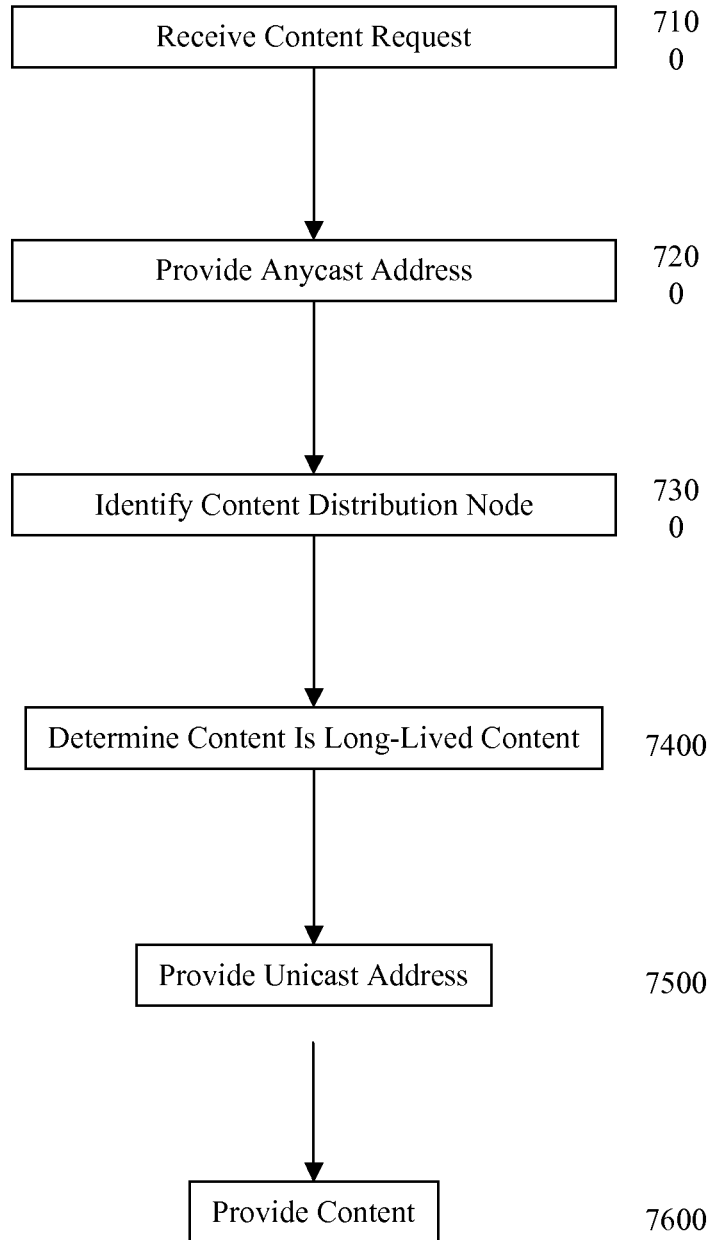 Receive Content Request
710
0
Provide Anycast Address
720
0
Identify Content Distribution Node
730
0
Determine Content Is Long-Lived Content
7400
Provide Unicast Address
7500
Provide Content
7600